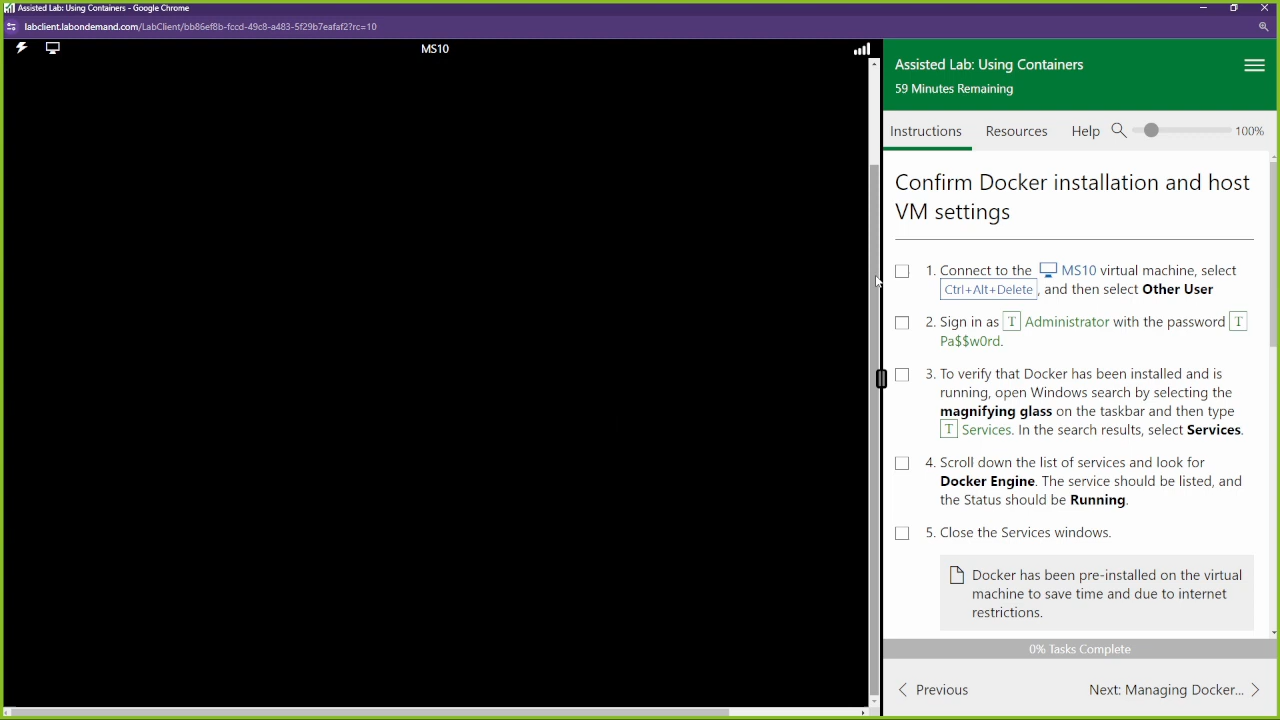 Assisted Lab: Using Containers - Google Chrome
labclient.labondemand.com/LabClient/bb86ef8b-fccd-49c8-a483-5f29b7eafaf2?rc=10
MS10
Assisted Lab: Using Containers
59 Minutes Remaining
Instructions
Resources
Help
100%
Confirm Docker installation and host
VM settings
1. Connect to the MS10 virtual machine, select
Ctrl+Alt+Delete, and then select Other User
2. Sign in as T Administrator with the password T
Pa$$w0rd.
3. To verify that Docker has been installed and is
running, open Windows search by selecting the
magnifying glass on the taskbar and then type
T Services. In the search results, select Services.
4. Scroll down the list of services and look for
Docker Engine. The service should be listed, and
the Status should be Running.
5. Close the Services windows.
Docker has been pre-installed on the virtual
machine to save time and due to internet
restrictions.
0% Tasks Complete
Previous
Next: Managing Docker...